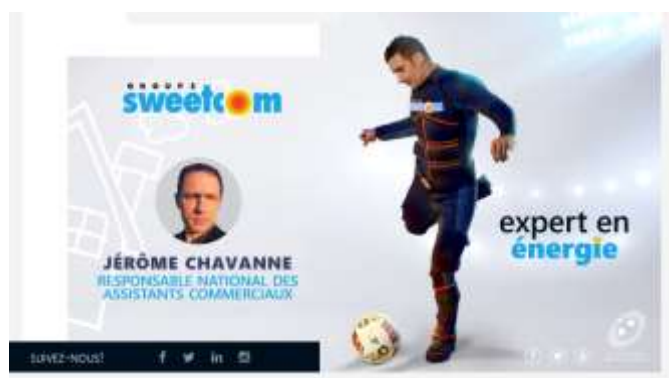 GROUPE
sweetcom
JÉRÔME CHAVANNE
RESPONSABLE NATIONAL DES
ASSISTANTS COMMERCIAUX
SUIVEZ-NOUS!
expert en
énergie